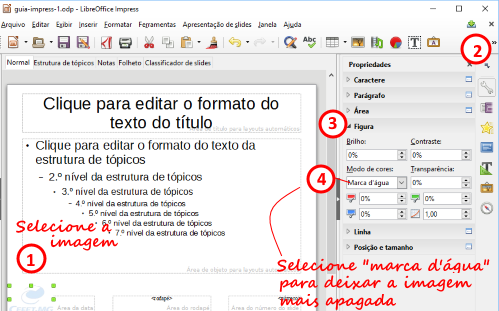 guia-impress-1.odp - LibreOffice Impress
Arquivo Editar Exibir Inserir Formatar Ferramentas Apresentação de slides Janela Ajuda
Normal Estrutura de tópicos Notas Folheto Classificador de slides
Clique para editar o formato do
texto do título
Área de título para layouts automáticos
• Clique para editar o formato do texto da
estrutura de tópicos
– 2.º nível da estrutura de tópicos
• 3.º nível da estrutura de tópicos
– 4.º nível da estrutura de tópicos
• 5.º nível da estrutura de tópicos
6.º nível da estrutura de tópicos
7.º nível da estrutura de tópicos
Selecione a
imagem
1
Área de objeto para layouts automáticos
<rodapé>
Área de data
Área do rodapé
Área do número do slide
2
Propriedades
Caractere
Parágrafo
Área
3
Figura
Brilho: Contraste:
0% 0%
Modo de cores: Transparência:
4
Marca d'água 0%
0% 0%
0% 1,00
Linha
Posição e tamanho
Selecione "marca d'água"
para deixar a imagem
mais apagada